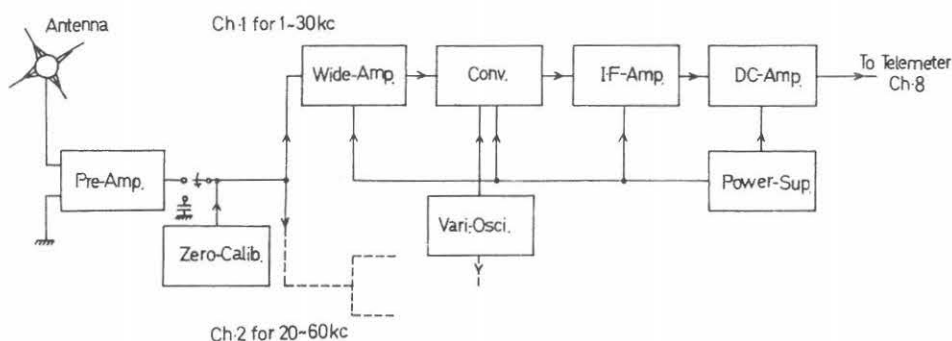 Antenna
Ch·1 for 1~30kc
Wide-Amp.
Conv.
I·F-Amp.
DC-Amp.
To Telemeter
Ch·8
Pre-Amp.
Power-Sup.
Zero-Calib.
Vari-Osci.
Ch·2 for 20~60kc